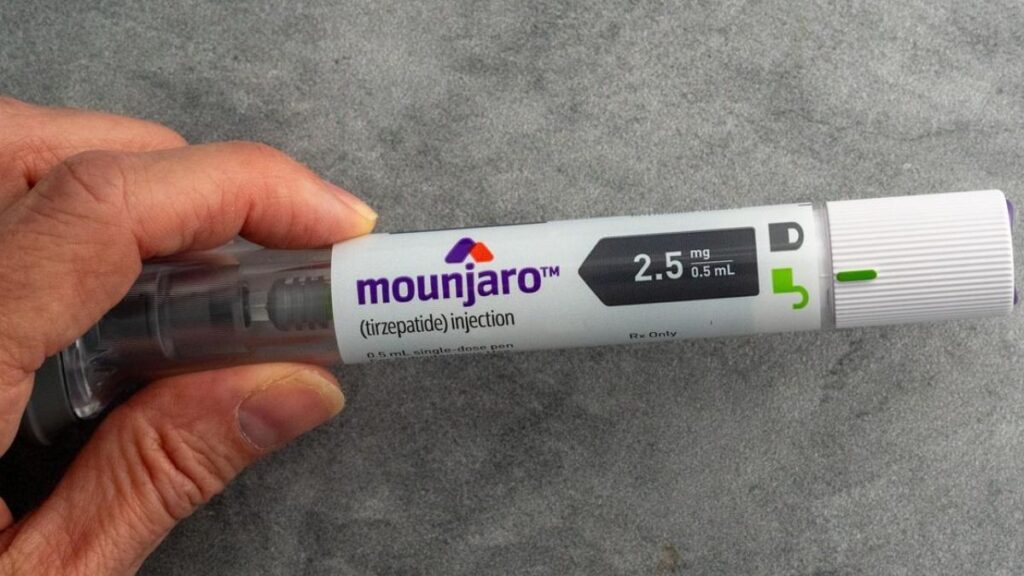 mounjaro™
(tirzepatide) injection
0.5 mL single-dose pen
2.5 mg
0.5 mL
Rx Only